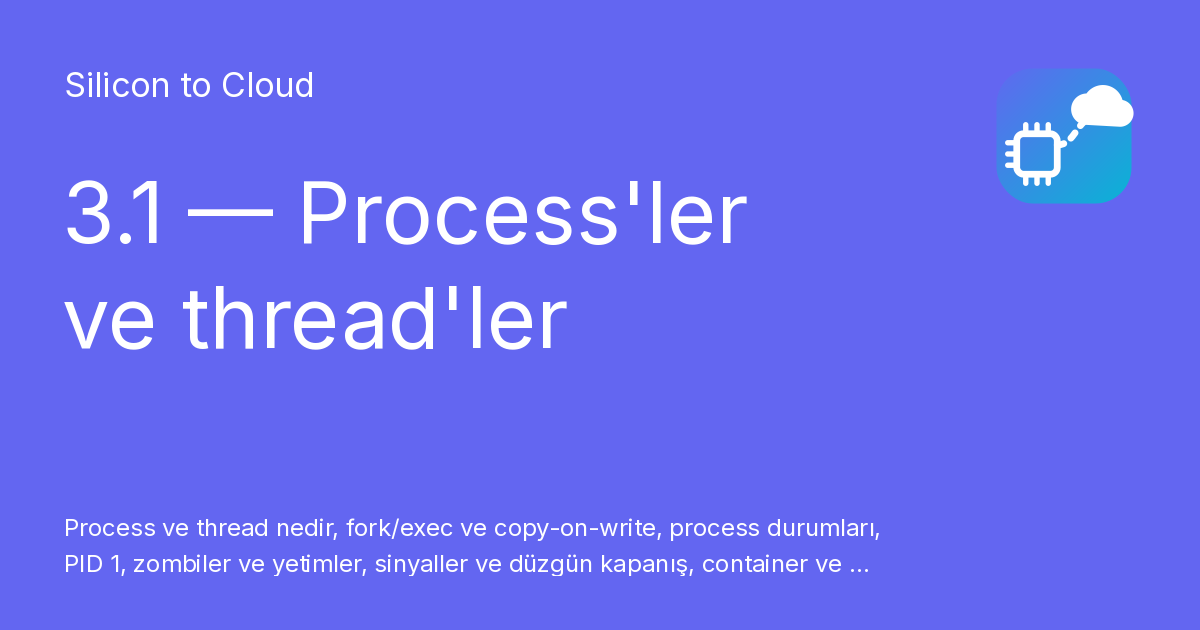 Silicon to Cloud
3.1 — Process'ler
ve thread'ler
Process ve thread nedir, fork/exec ve copy-on-write, process durumları,
PID 1, zombiler ve yetimler, sinyaller ve düzgün kapanış, container ve ...